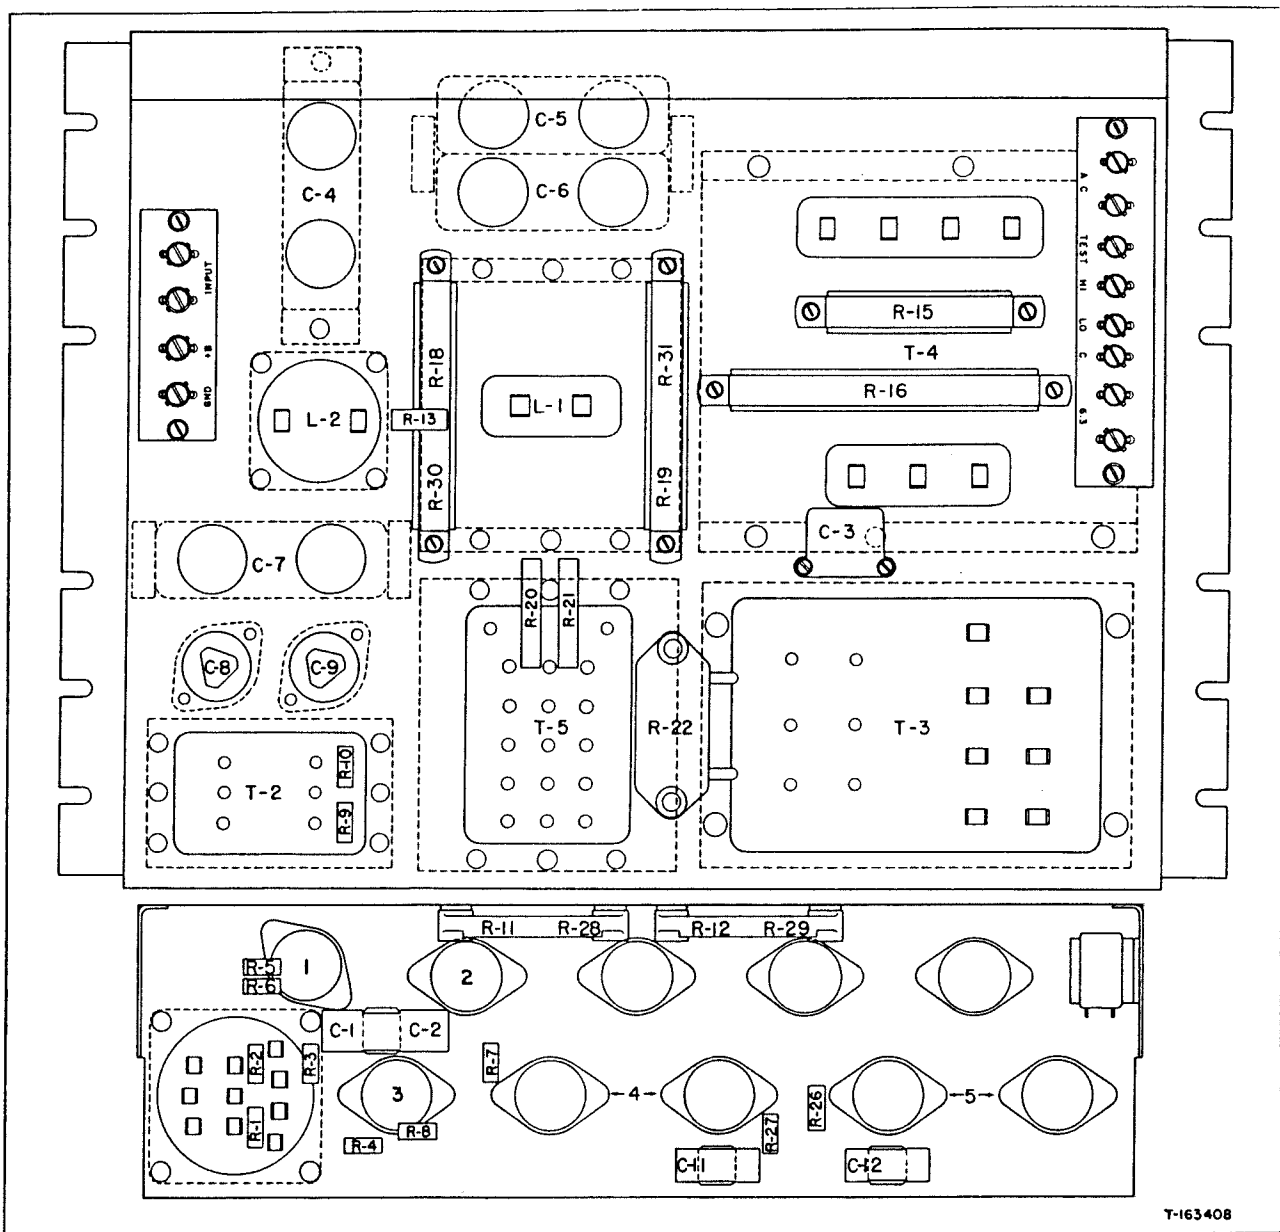 C-5
C-6
C-4
INPUT
+B
GND
A C
TEST
HI
LO
C
6.3
R-15
T-4
R-16
R-18
R-31
L-1
L-2
R-13
R-30
R-19
C-3
C-7
R-20
R-21
C-8
C-9
T-5
R-22
T-3
T-2
R-10
R-9
R-11
R-28
R-12
R-29
R-5
R-6
1
2
C-1
C-2
R-2
R-3
R-7
3
4
5
R-26
R-1
R-4
R-8
R-27
C-11
C-12
T-163408